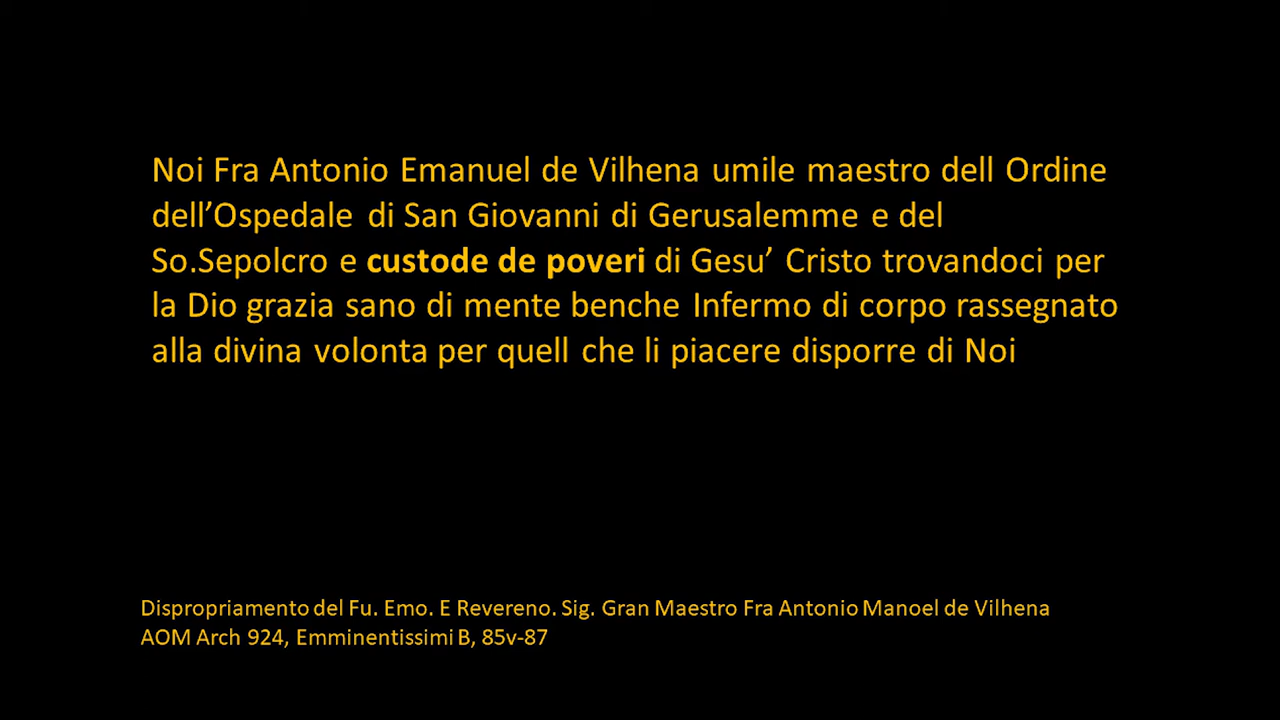 Noi Fra Antonio Emanuel de Vilhena umile maestro dell Ordine
dell’Ospedale di San Giovanni di Gerusalemme e del
So.Sepolcro e custode de poveri di Gesu’ Cristo trovandoci per
la Dio grazia sano di mente benche Infermo di corpo rassegnato
alla divina volonta per quell che li piacere disporre di Noi
Dispropriamento del Fu. Emo. E Revereno. Sig. Gran Maestro Fra Antonio Manoel de Vilhena
AOM Arch 924, Emminentissimi B, 85v-87